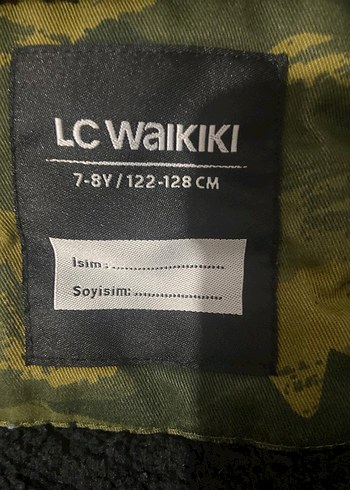 LC WAIKIKI
7-8Y / 122-128 CM
İsim : ................................
Soyisim: .........................